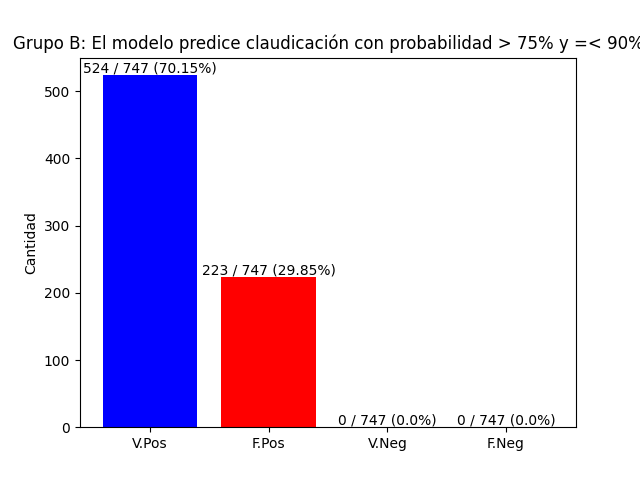 Grupo B: El modelo predice claudicación con probabilidad > 75% y =< 90%
524 / 747 (70.15%)
223 / 747 (29.85%)
0 / 747 (0.0%)
0 / 747 (0.0%)
500
400
300
200
100
0
Cantidad
V.Pos
F.Pos
V.Neg
F.Neg